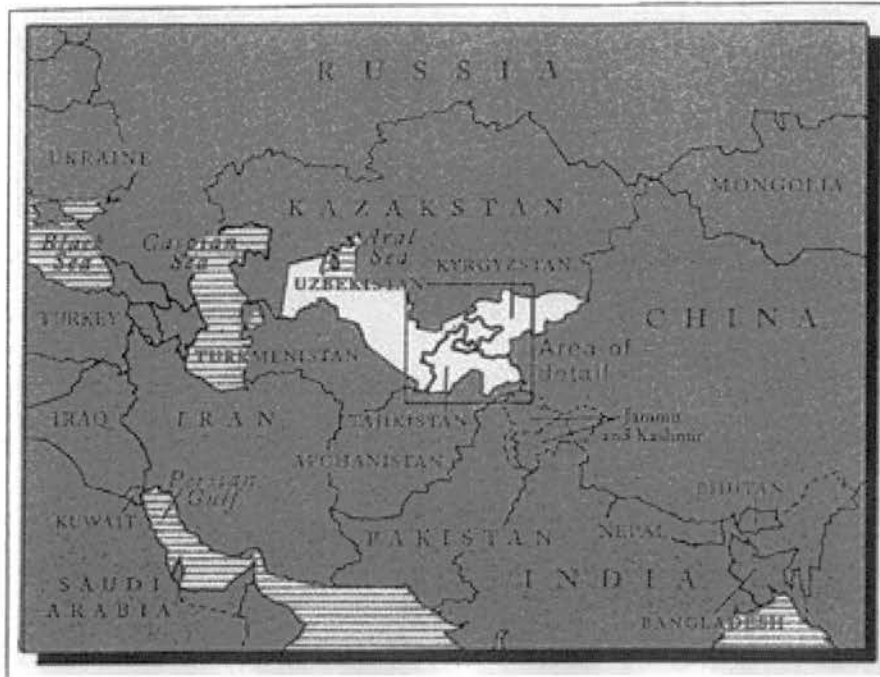 RUSSIA
UKRAINE
MONGOLIA
KAZAKSTAN
Black
Sea
Caspian
Sea
Aral
Sea
KYRGYZSTAN
UZBEKISTAN
CHINA
TURKEY
TURKMENISTAN
Area of
detail
IRAQ
IRAN
TAJIKISTAN
Jammu
and Kashmir
AFGHANISTAN
Persian
Gulf
BHUTAN
KUWAIT
PAKISTAN
NEPAL
SAUDI
ARABIA
INDIA
BANGLADESH